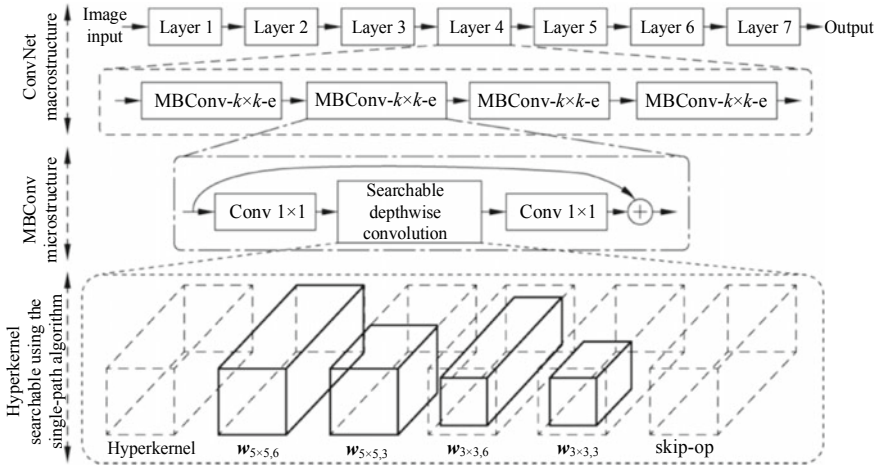 Image input
Layer 1
Layer 2
Layer 3
Layer 4
Layer 5
Layer 6
Layer 7
Output
ConvNet
macrostructure
MBConv-k×k-e
MBConv-k×k-e
MBConv-k×k-e
MBConv-k×k-e
MBConv
microstructure
Conv 1×1
Searchable
depthwise
convolution
Conv 1×1
+
Hyperkernel
searchable using the
single-path algorithm
Hyperkernel
w5×5,6
w5×5,3
w3×3,6
w3×3,3
skip-op